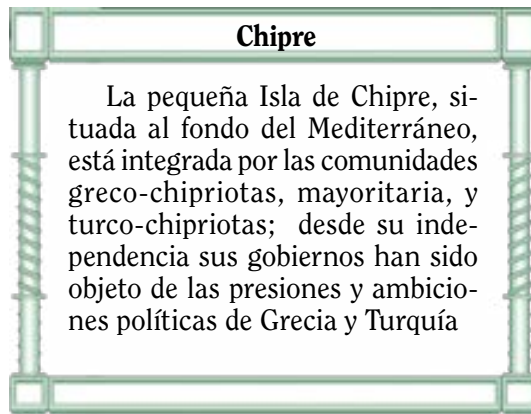 Chipre
La pequeña Isla de Chipre, si-
tuada al fondo del Mediterráneo,
está integrada por las comunidades
greco-chipriotas, mayoritaria, y
turco-chipriotas; desde su inde-
pendencia sus gobiernos han sido
objeto de las presiones y ambicio-
nes políticas de Grecia y Turquía